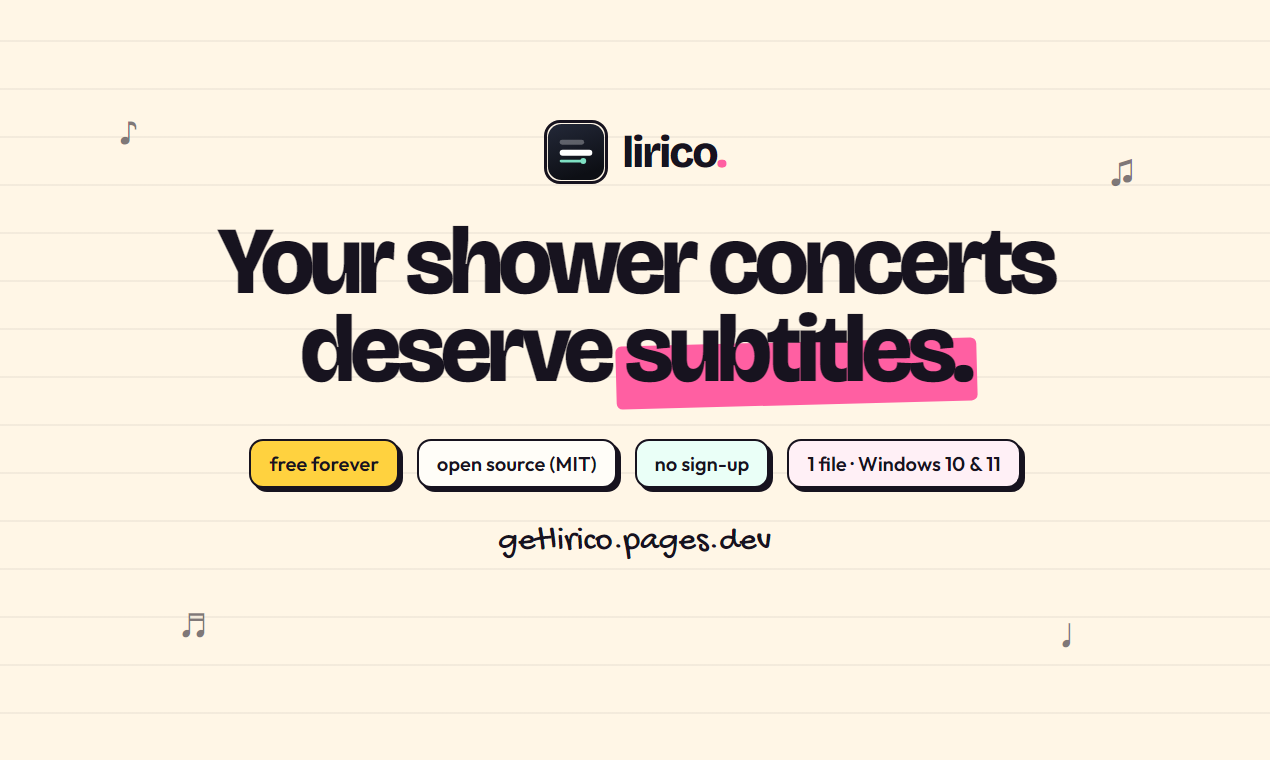 lirico.
Your shower concerts
deserve subtitles.
free forever
open source (MIT)
no sign-up
1 file · Windows 10 & 11
getlirico.pages.dev